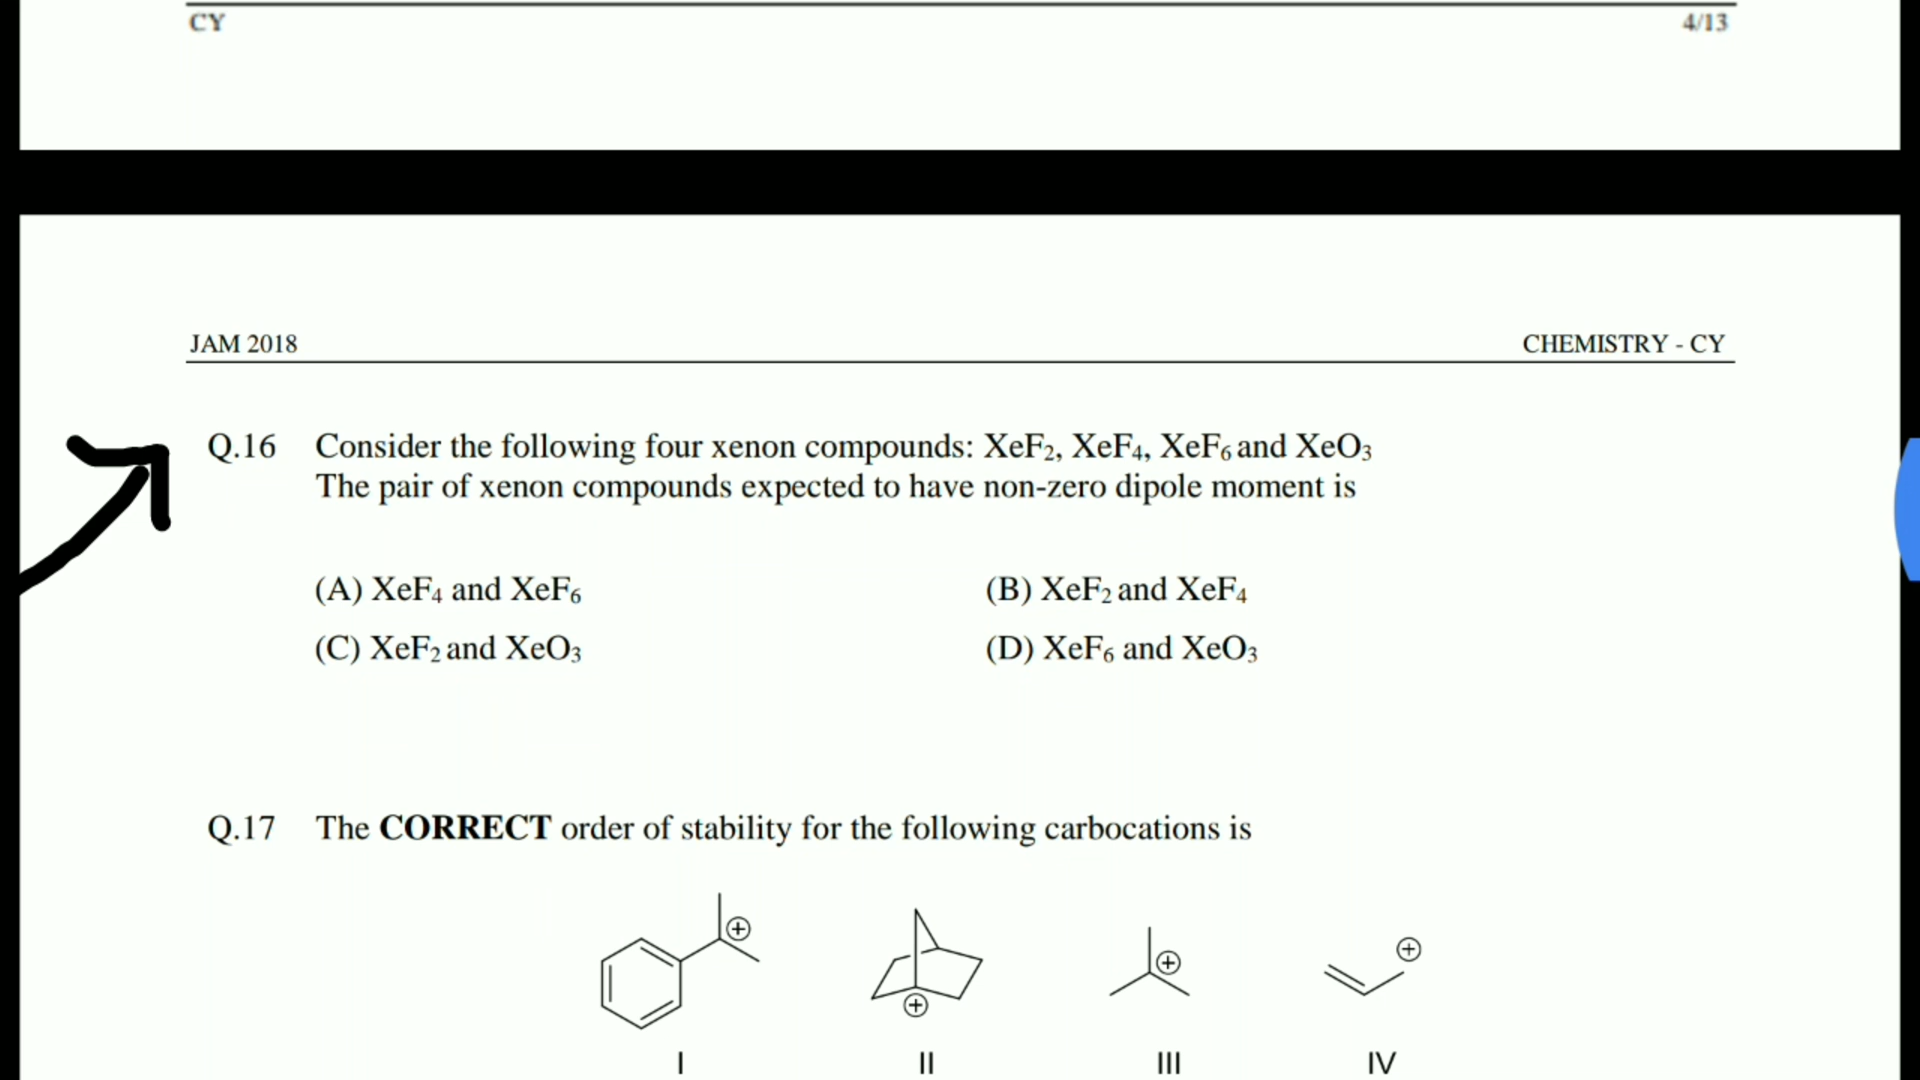 CY 4/13
JAM 2018 CHEMISTRY - CY
Q.16 Consider the following four xenon compounds: XeF₂, XeF₄, XeF₆ and XeO₃
The pair of xenon compounds expected to have non-zero dipole moment is
(A) XeF₄ and XeF₆ (B) XeF₂ and XeF₄
(C) XeF₂ and XeO₃ (D) XeF₆ and XeO₃
Q.17 The CORRECT order of stability for the following carbocations is
I II III IV